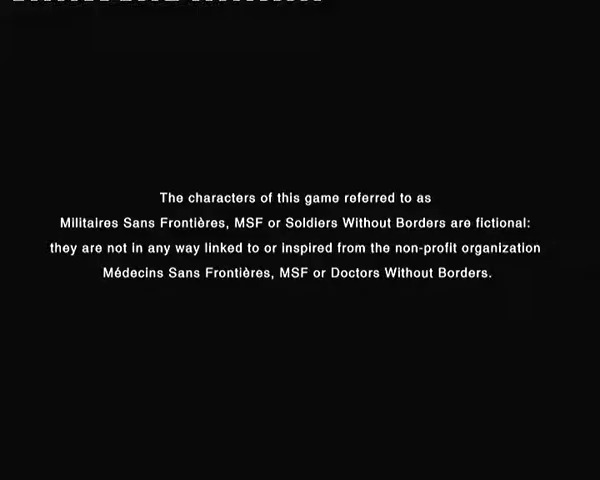 The characters of this game referred to as
Militaires Sans Frontières, MSF or Soldiers Without Borders are fictional:
they are not in any way linked to or inspired from the non-profit organization
Médecins Sans Frontières, MSF or Doctors Without Borders.